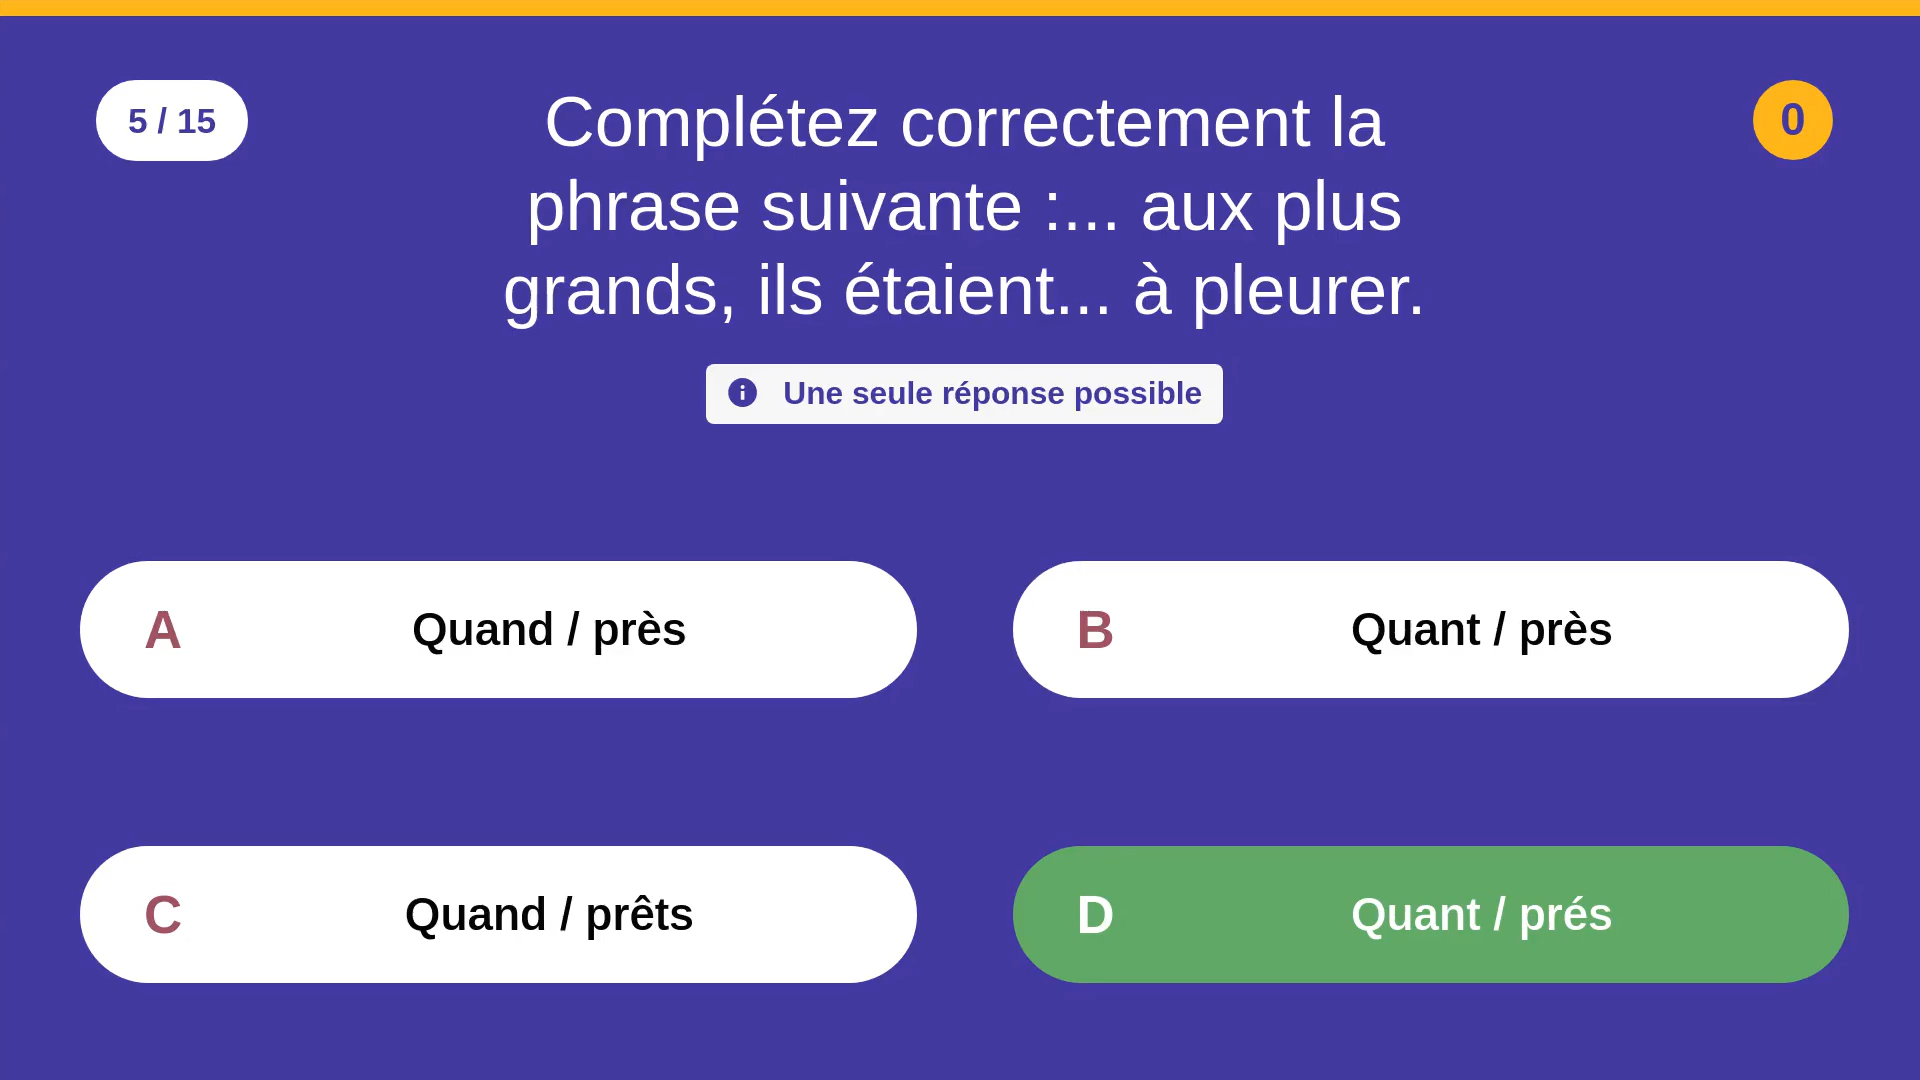 5 / 15
Complétez correctement la
phrase suivante :... aux plus
grands, ils étaient... à pleurer.
0
Une seule réponse possible
A Quand / près
B Quant / près
C Quand / prêts
D Quant / prés